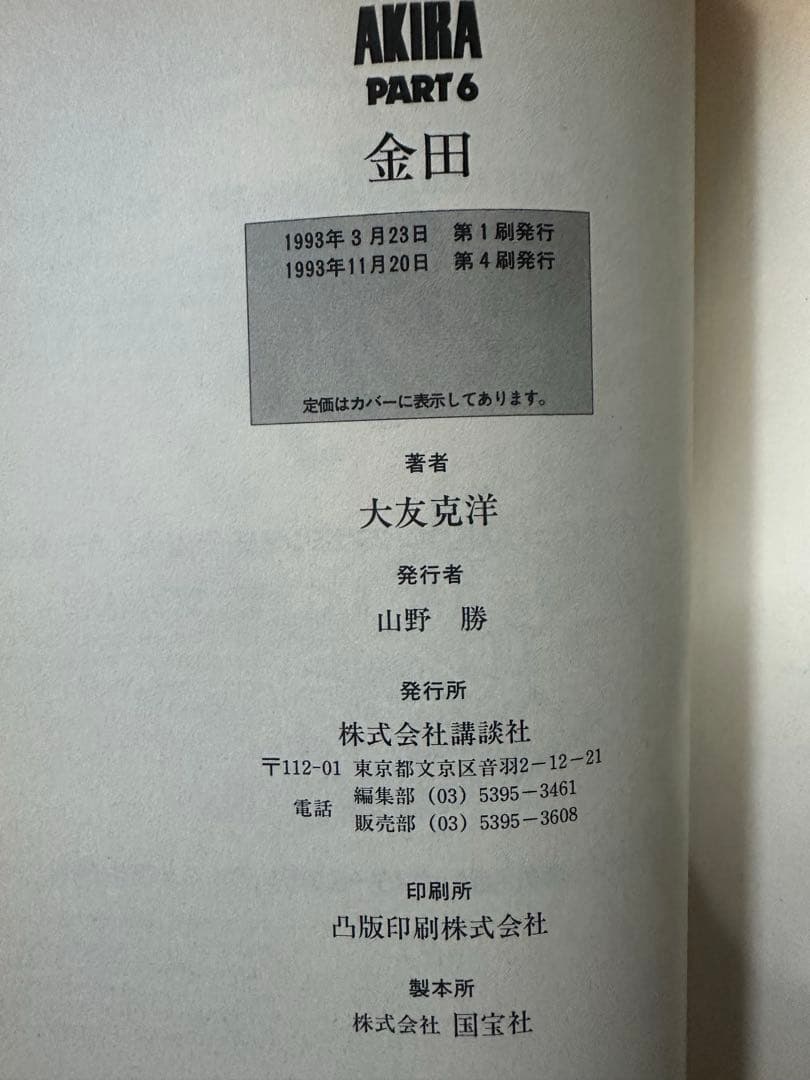 AKIRA
PART6
金田
1993年3月23日　第1刷発行
1993年11月20日　第4刷発行
定価はカバーに表示してあります。
著者
大友克洋
発行者
山野　勝
発行所
株式会社講談社
〒112-01 東京都文京区音羽2-12-21
電話 編集部 (03) 5395-3461
販売部 (03) 5395-3608
印刷所
凸版印刷株式会社
製本所
株式会社 国宝社